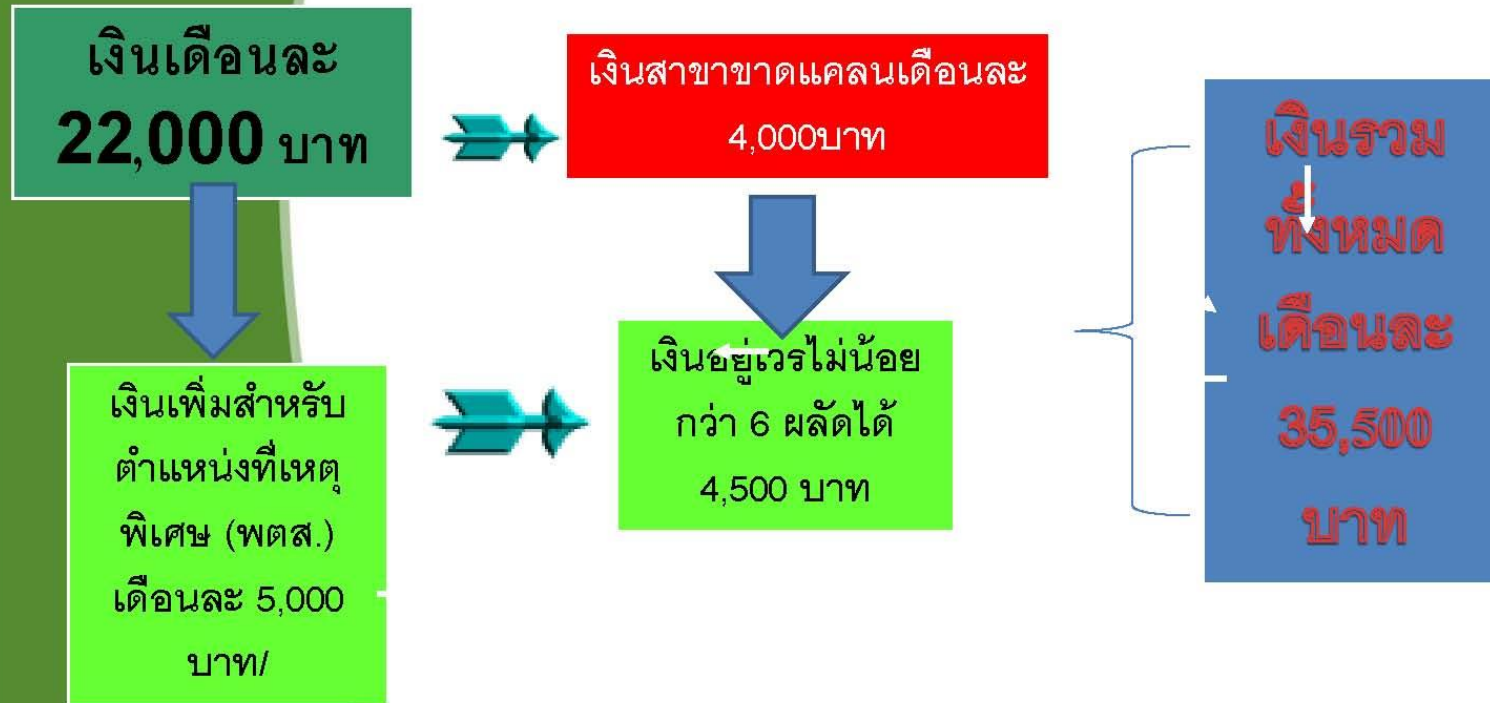 เงินเดือนละ
22,000 บาท
เงินสาขาขาดแคลนเดือนละ
4,000บาท
เงินเพิ่มสำหรับ
ตำแหน่งที่เหตุ
พิเศษ (พตส.)
เดือนละ 5,000
บาท/
เงินอยู่เวรไม่น้อย
กว่า 6 ผลัดได้
4,500 บาท
เงินรวม
ทั้งหมด
เดือนละ
35,500
บาท